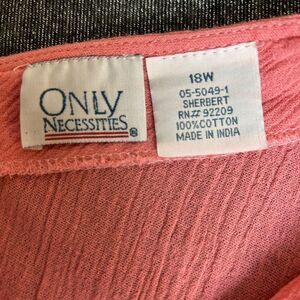 ONLY
NECESSITIES®
18W
05-5049-1
SHERBERT
RN# 92209
100%COTTON
MADE IN INDIA